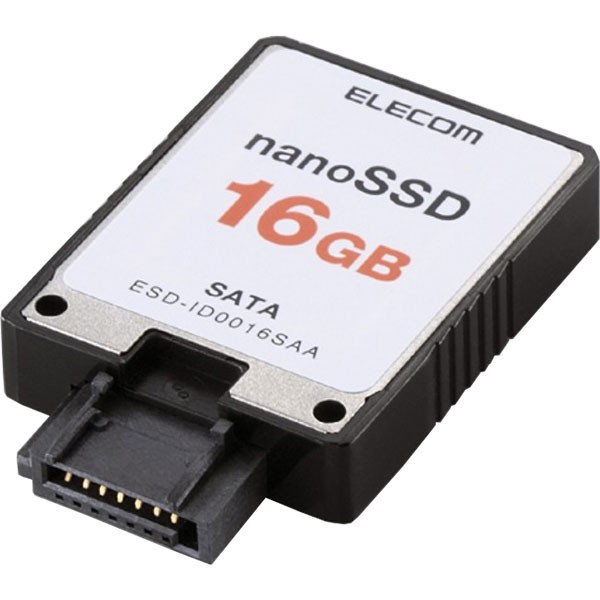 ELECOM
nanoSSD
16GB
SATA
ESD-ID0016SAA